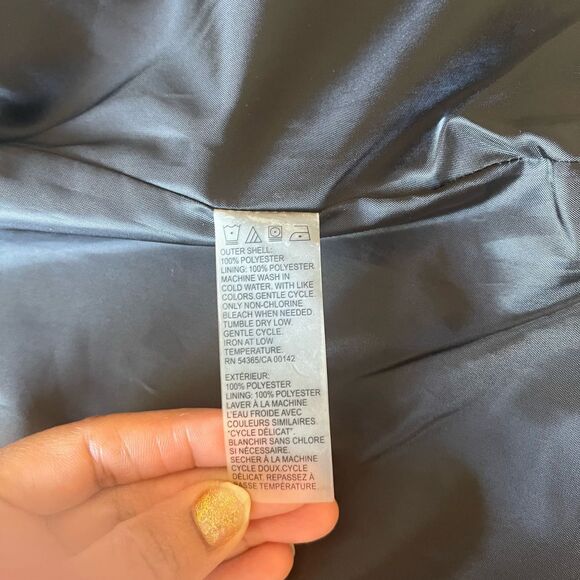 OUTER SHELL:
100% POLYESTER
LINING: 100% POLYESTER
MACHINE WASH IN
COLD WATER, WITH LIKE
COLORS.GENTLE CYCLE.
ONLY NON-CHLORINE.
BLEACH WHEN NEEDED
TUMBLE DRY LOW.
GENTLE CYCLE.
IRON AT LOW
TEMPERATURE.
RN 54365/CA 00142
EXTÉRIEUR:
100% POLYESTER
LINING: 100% POLYESTER
LAVER À LA MACHINE
L'EAU FROIDE AVEC
COULEURS SIMILAIRES.
"CYCLE DÉLICAT".
BLANCHIR SANS CHLORE
SI NÉCESSAIRE.
SÈCHER À LA MACHINE
CYCLE DOUX.CYCLE
DÉLICAT. REPASSEZ À
BASSE TEMPÉRATURE